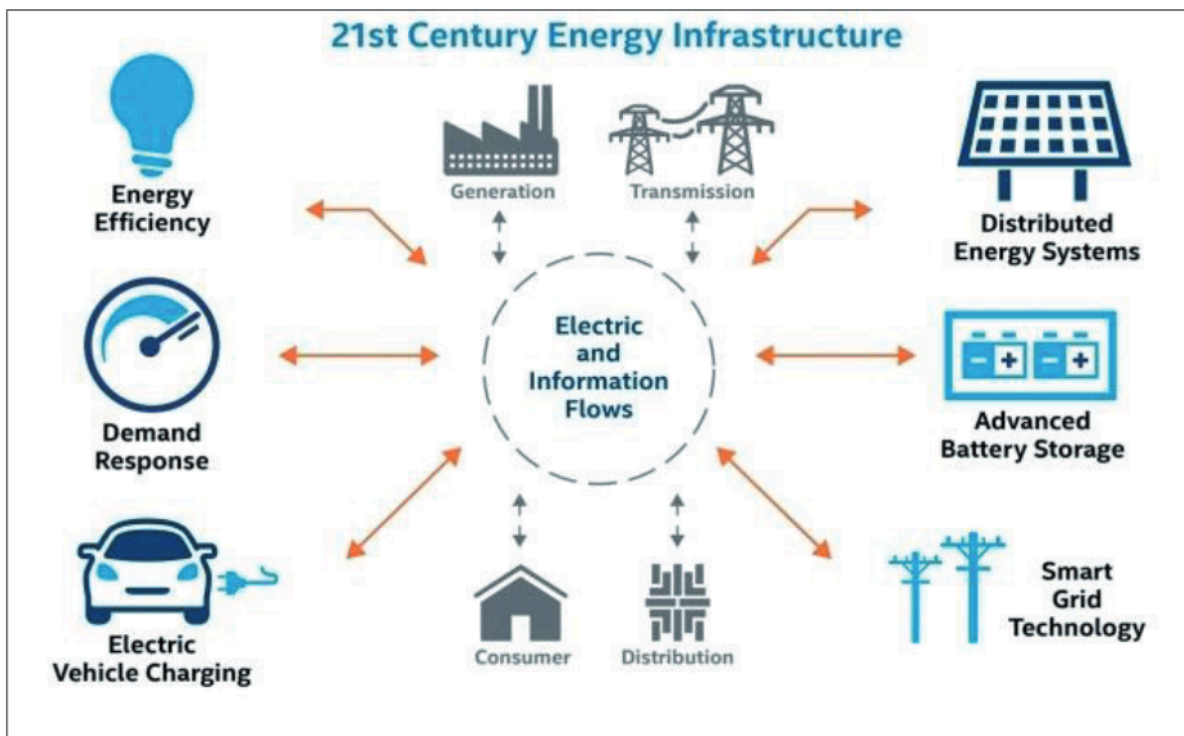 21st Century Energy Infrastructure
Energy
Efficiency
Generation
Transmission
Distributed
Energy Systems
Demand
Response
Electric
and
Information
Flows
Advanced
Battery Storage
Electric
Vehicle Charging
Consumer
Distribution
Smart
Grid
Technology